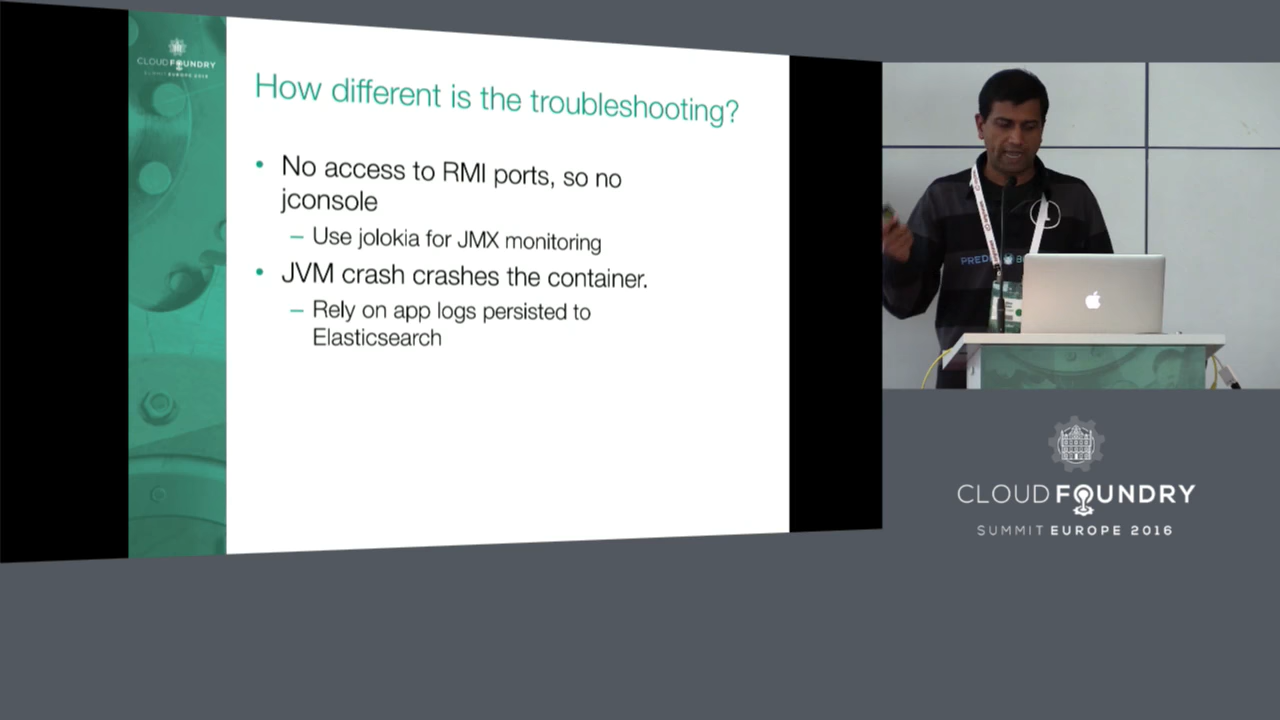 CLOUD FOUNDRY
SUMMIT EUROPE 2016
How different is the troubleshooting?
• No access to RMI ports, so no
jconsole
– Use jolokia for JMX monitoring
• JVM crash crashes the container.
– Rely on app logs persisted to
Elasticsearch
PRED
CLOUD FOUNDRY
SUMMIT EUROPE 2016